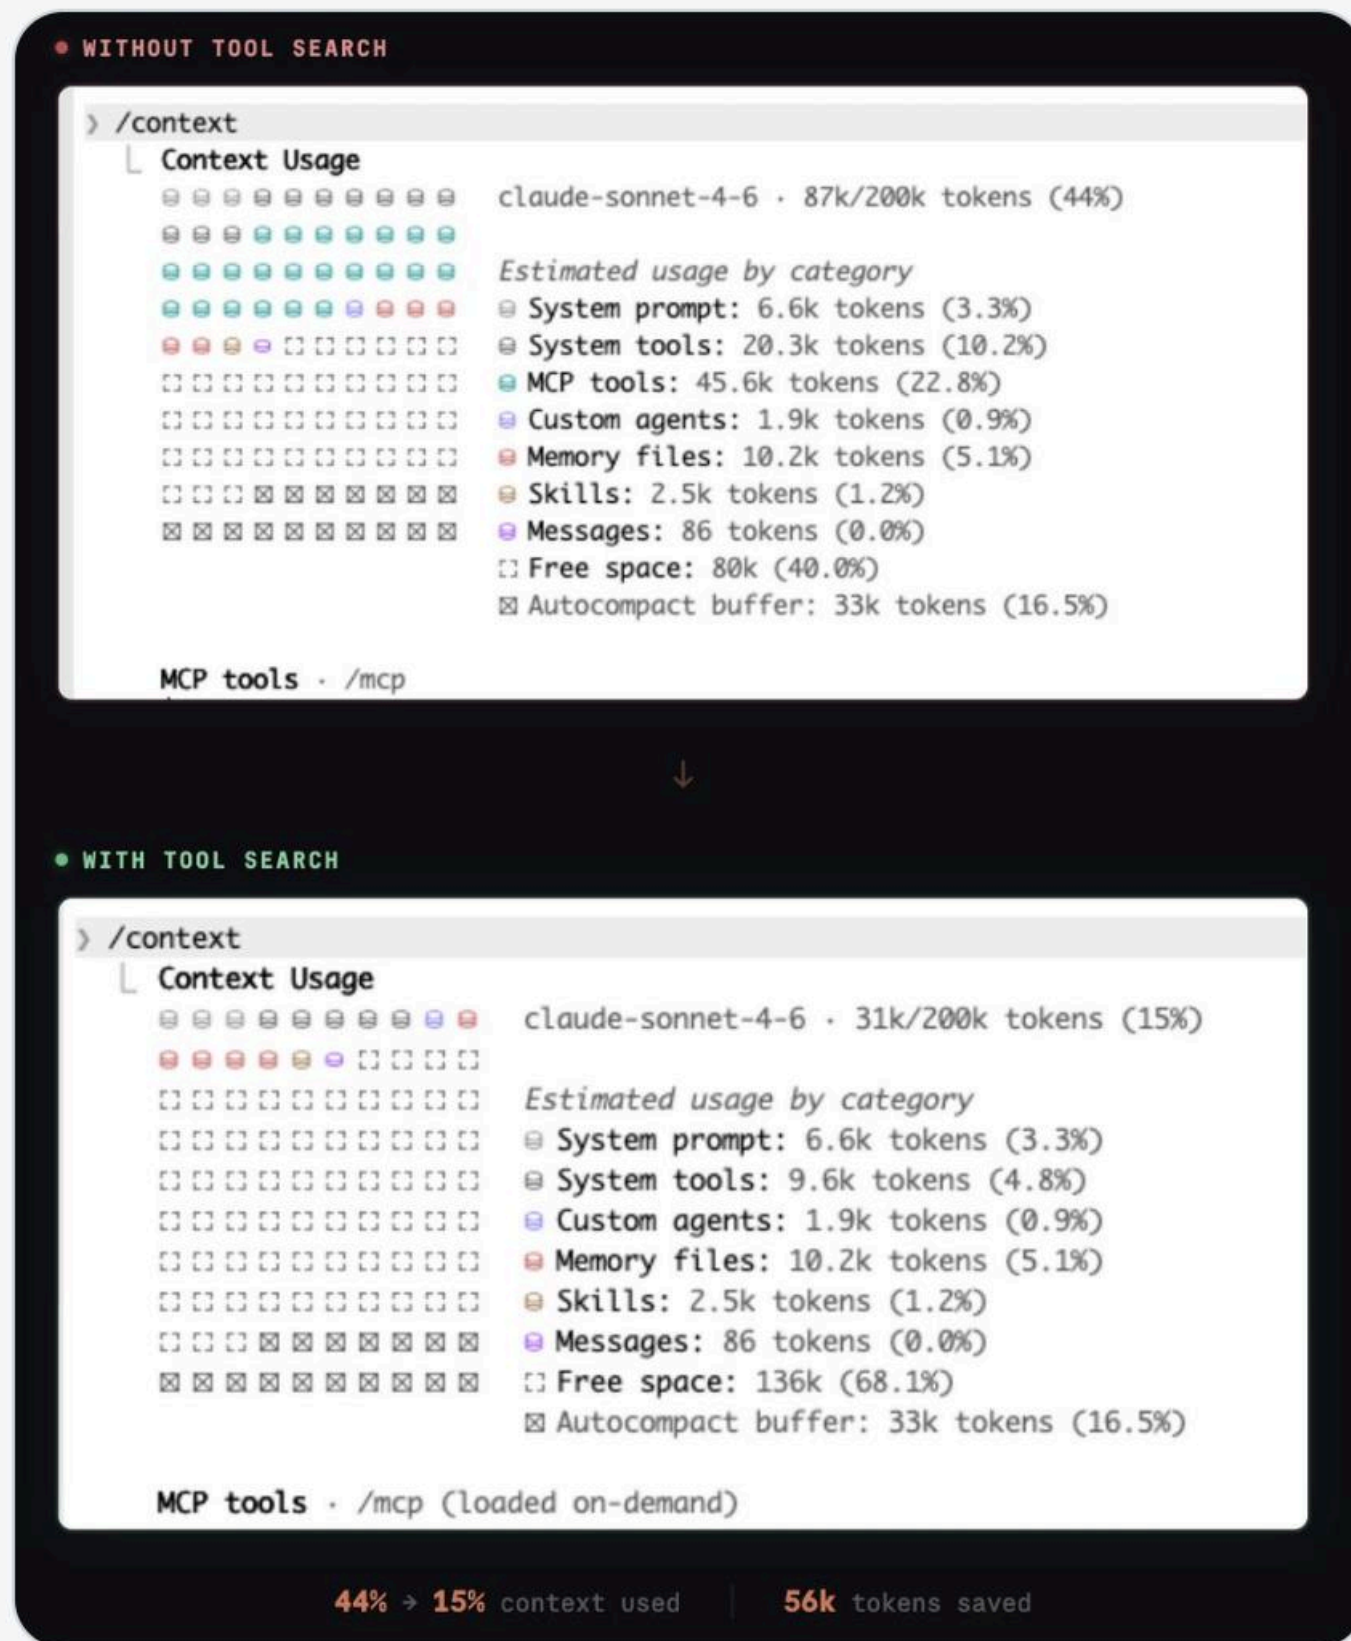 WITHOUT TOOL SEARCH
❯ /context
Context Usage
claude-sonnet-4-6 · 87k/200k tokens (44%)
Estimated usage by category
System prompt: 6.6k tokens (3.3%)
System tools: 20.3k tokens (10.2%)
MCP tools: 45.6k tokens (22.8%)
Custom agents: 1.9k tokens (0.9%)
Memory files: 10.2k tokens (5.1%)
Skills: 2.5k tokens (1.2%)
Messages: 86 tokens (0.0%)
Free space: 80k (40.0%)
Autocompact buffer: 33k tokens (16.5%)
MCP tools · /mcp
↓
WITH TOOL SEARCH
❯ /context
Context Usage
claude-sonnet-4-6 · 31k/200k tokens (15%)
Estimated usage by category
System prompt: 6.6k tokens (3.3%)
System tools: 9.6k tokens (4.8%)
Custom agents: 1.9k tokens (0.9%)
Memory files: 10.2k tokens (5.1%)
Skills: 2.5k tokens (1.2%)
Messages: 86 tokens (0.0%)
Free space: 136k (68.1%)
Autocompact buffer: 33k tokens (16.5%)
MCP tools · /mcp (loaded on-demand)
44% → 15% context used | 56k tokens saved